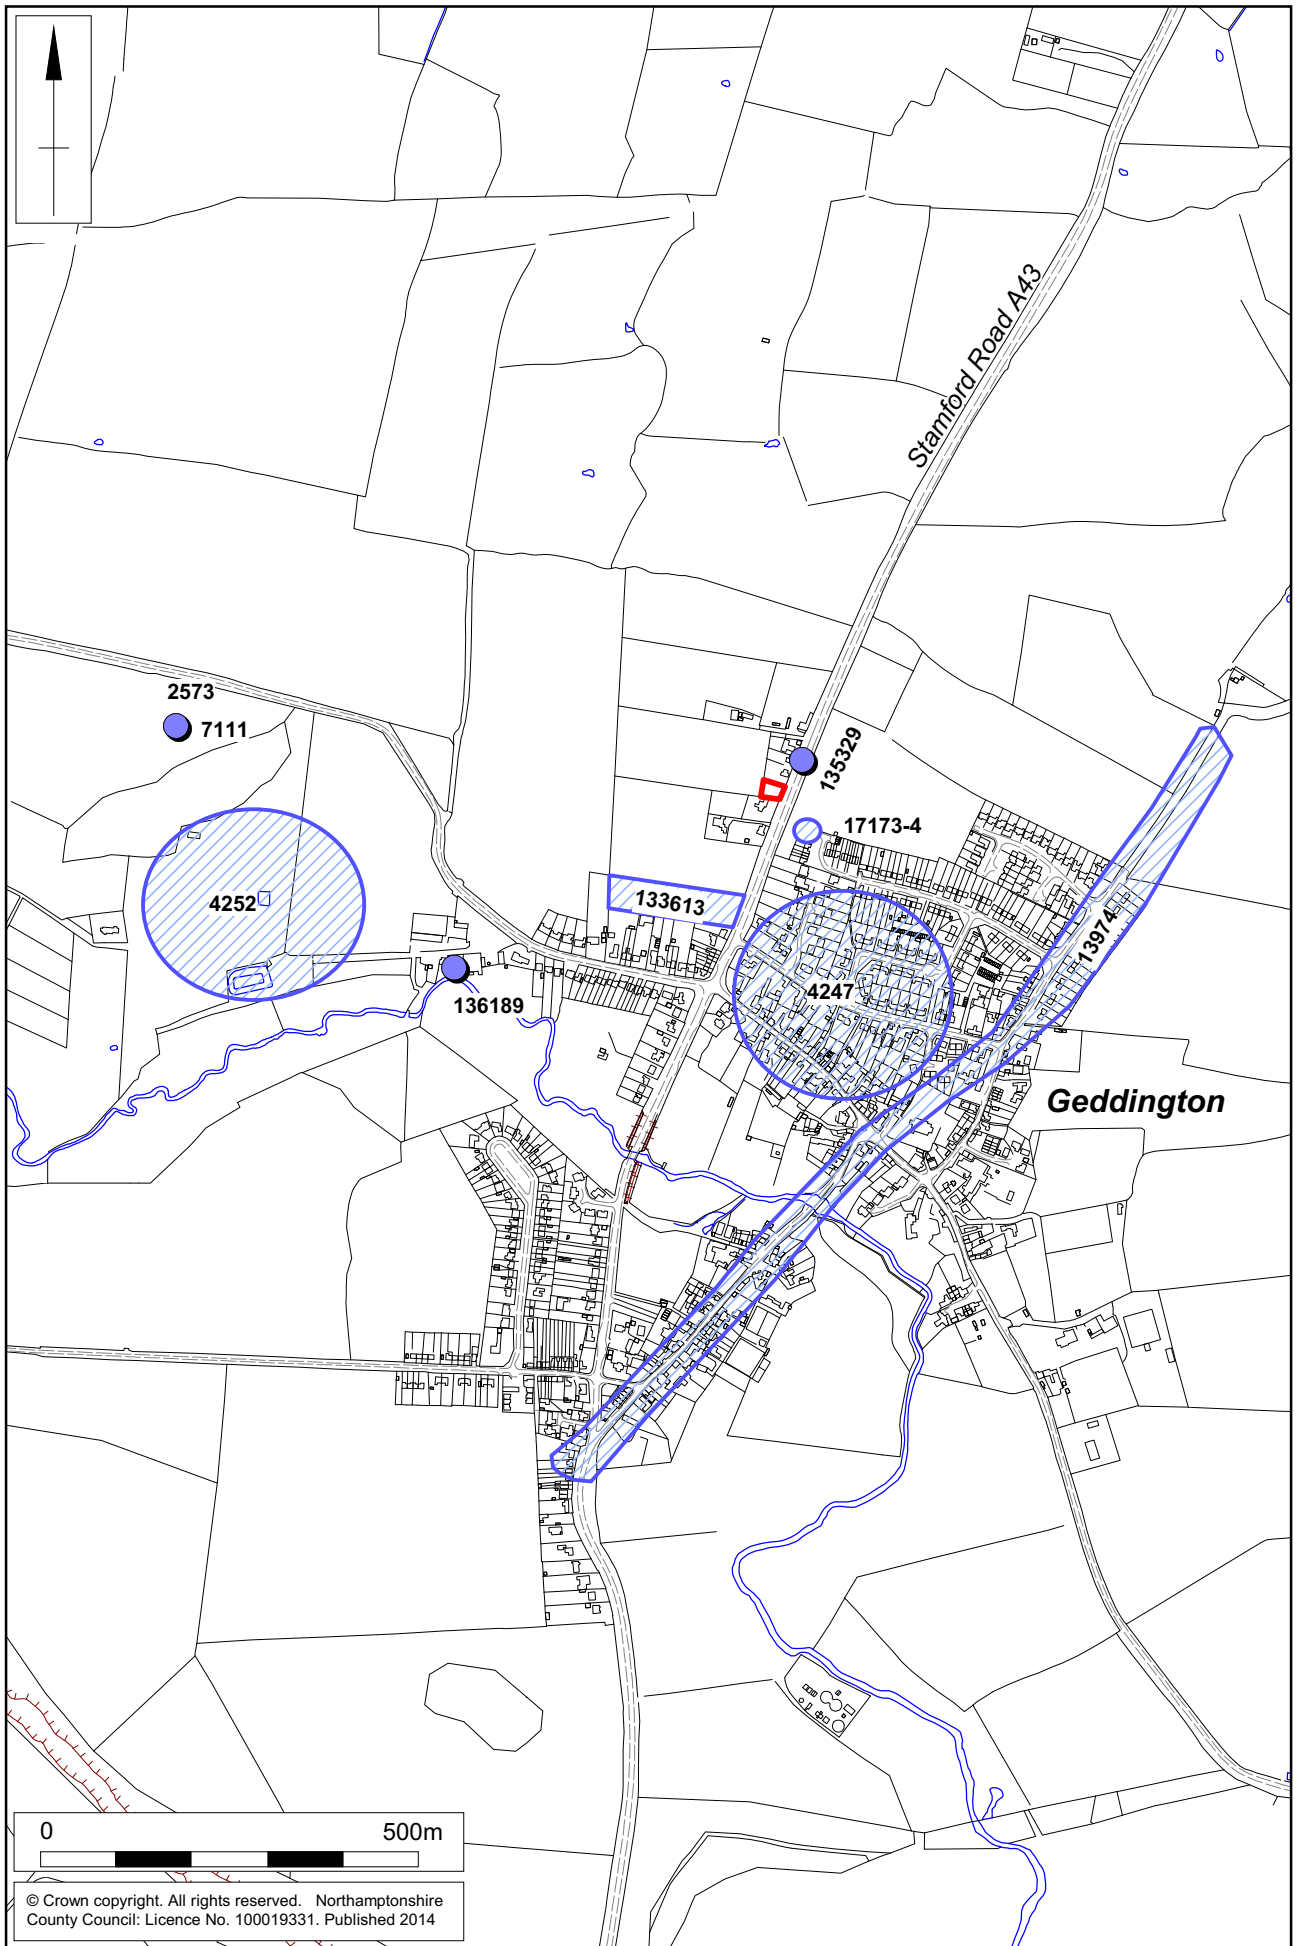 Stamford Road A43
2573
7111
135329
17173-4
4252
133613
13974
4247
136189
Geddington
0 500m
© Crown copyright. All rights reserved. Northamptonshire
County Council: Licence No. 100019331. Published 2014